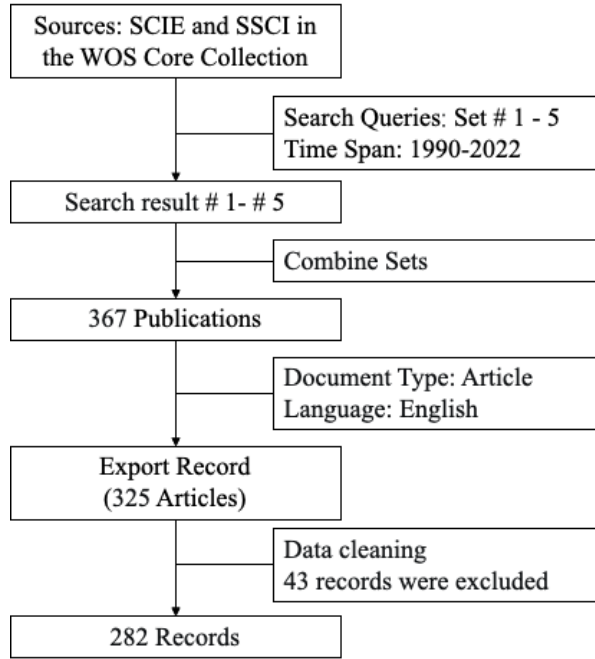 Sources: SCIE and SSCI in
the WOS Core Collection
Search Queries: Set # 1 - 5
Time Span: 1990-2022
Search result # 1- # 5
Combine Sets
367 Publications
Document Type: Article
Language: English
Export Record
(325 Articles)
Data cleaning
43 records were excluded
282 Records